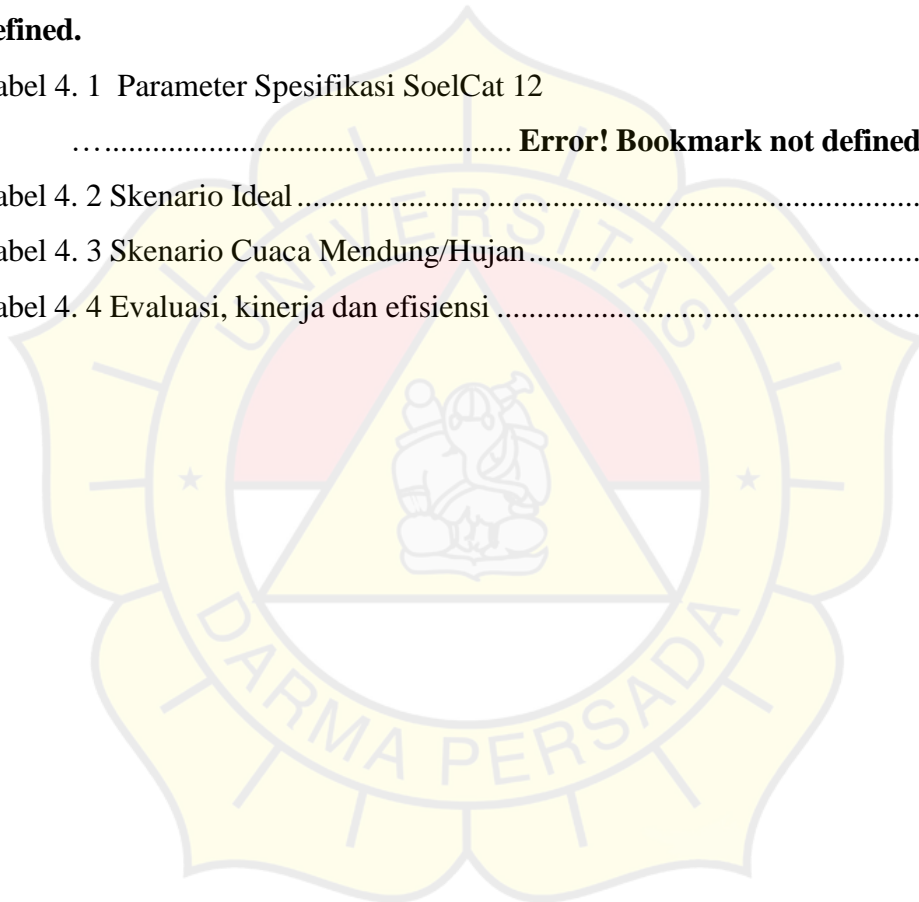 efined.
abel 4. 1 Parameter Spesifikasi SoelCat 12
…................................................... Error! Bookmark not defined
abel 4. 2 Skenario Ideal...............................................................................
abel 4. 3 Skenario Cuaca Mendung/Hujan.................................................
abel 4. 4 Evaluasi, kinerja dan efisiensi .....................................................
UNIVERSITAS
DARMA PERSADA